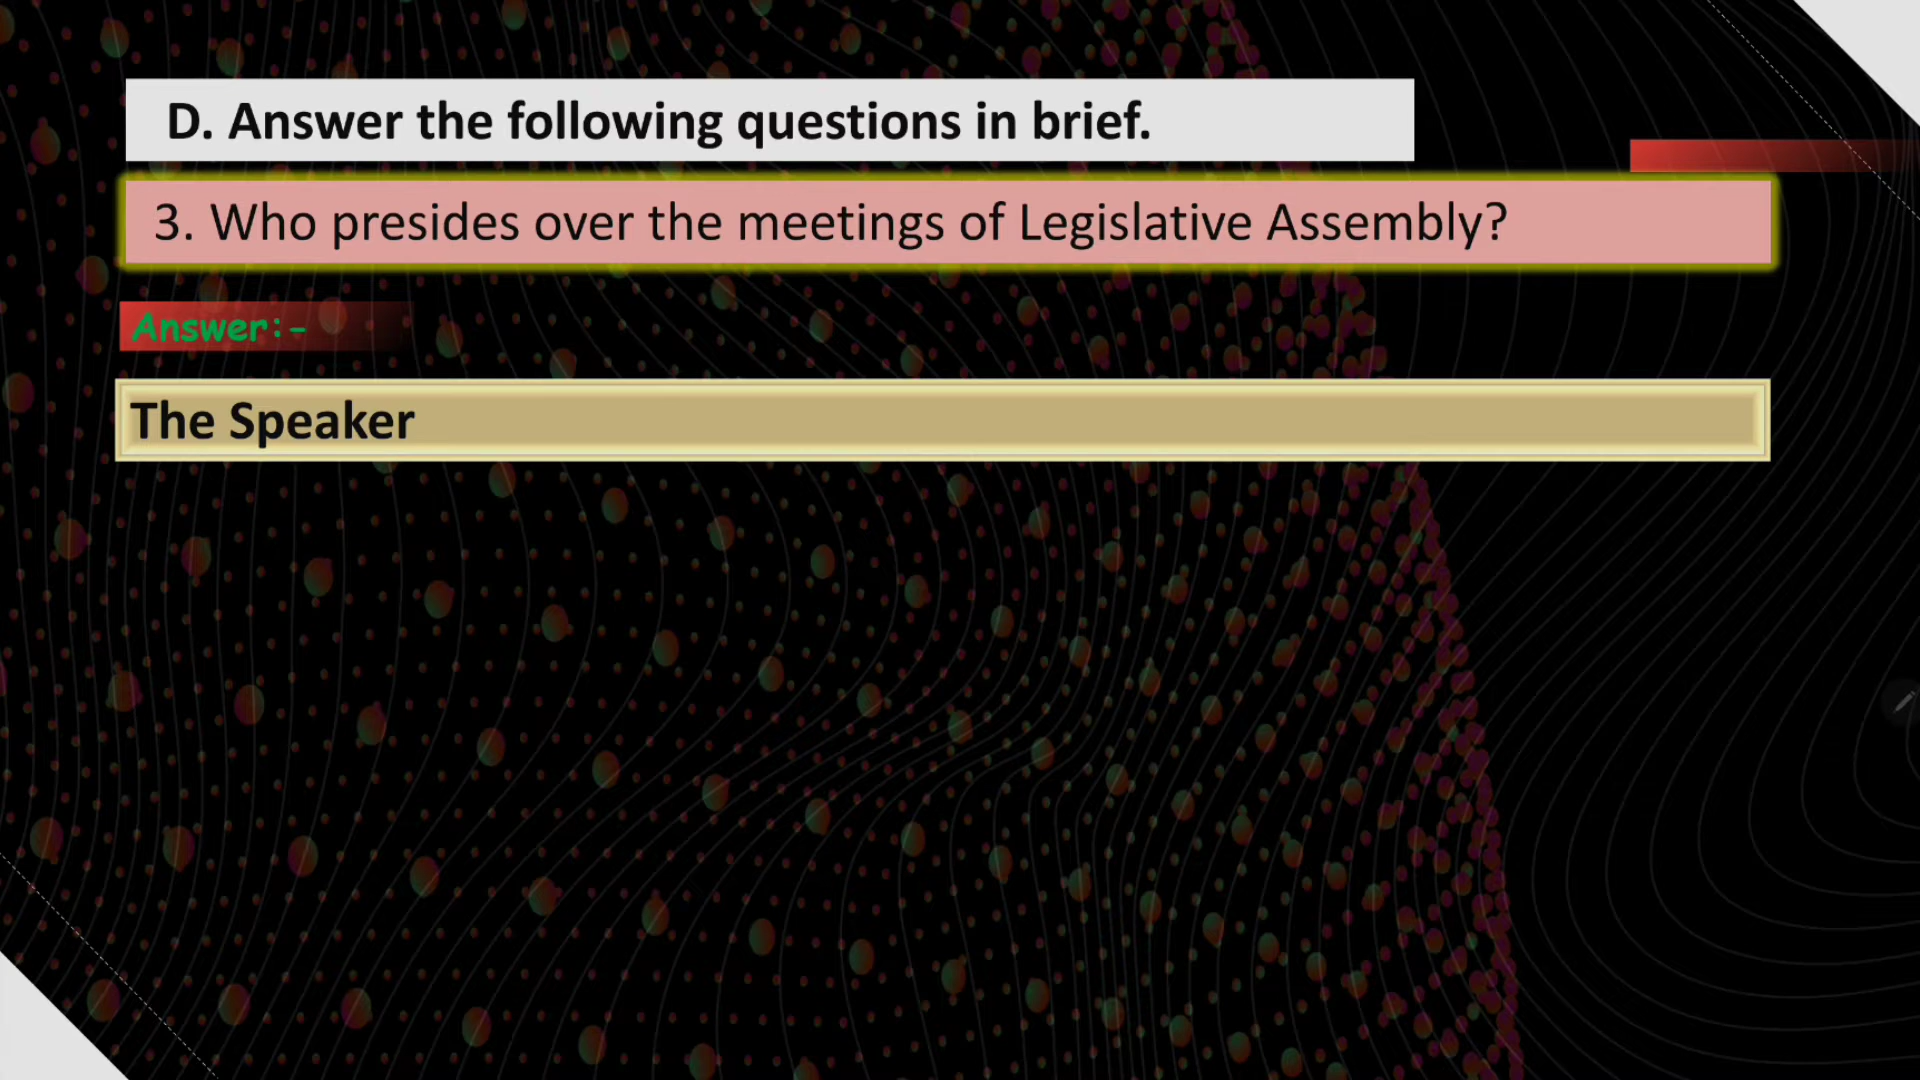 D. Answer the following questions in brief.
3. Who presides over the meetings of Legislative Assembly?
Answer:-
The Speaker